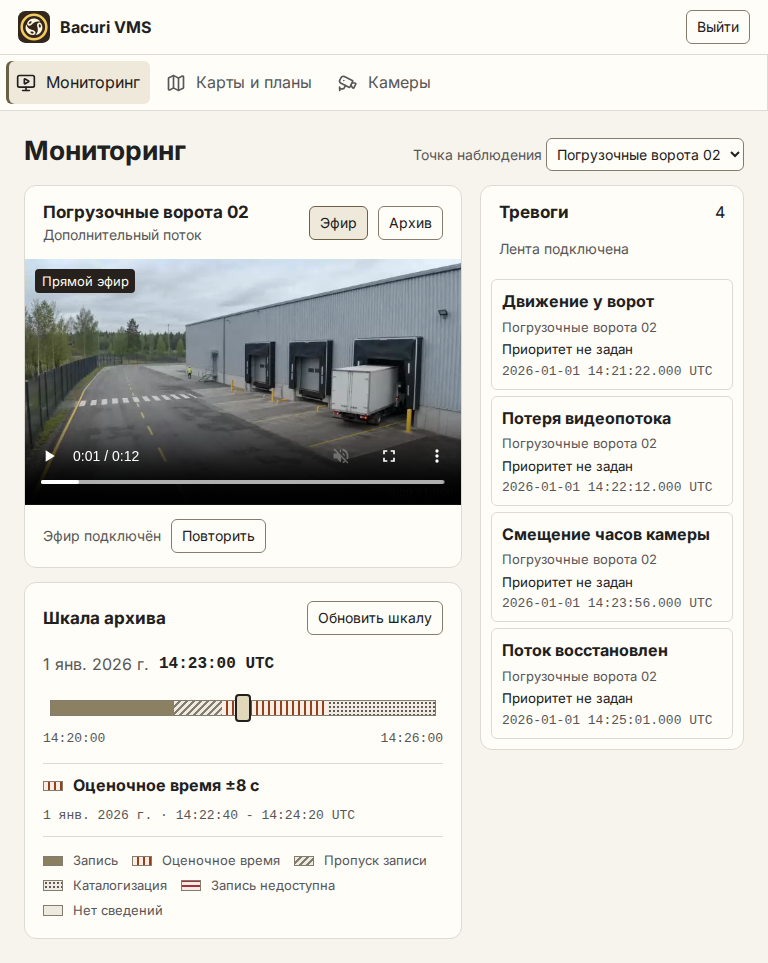 Bacuri VMS
Выйти
Мониторинг
Карты и планы
Камеры
Мониторинг
Точка наблюдения
Погрузочные ворота 02
Погрузочные ворота 02
Дополнительный поток
Эфир
Архив
Прямой эфир
0:01 / 0:12
Эфир подключён
Повторить
Шкала архива
Обновить шкалу
1 янв. 2026 г. 14:23:00 UTC
14:20:00
14:26:00
Оценочное время ±8 с
1 янв. 2026 г. · 14:22:40 - 14:24:20 UTC
Запись
Оценочное время
Пропуск записи
Каталогизация
Запись недоступна
Нет сведений
Тревоги
4
Лента подключена
Движение у ворот
Погрузочные ворота 02
Приоритет не задан
2026-01-01 14:21:22.000 UTC
Потеря видеопотока
Погрузочные ворота 02
Приоритет не задан
2026-01-01 14:22:12.000 UTC
Смещение часов камеры
Погрузочные ворота 02
Приоритет не задан
2026-01-01 14:23:56.000 UTC
Поток восстановлен
Погрузочные ворота 02
Приоритет не задан
2026-01-01 14:25:01.000 UTC